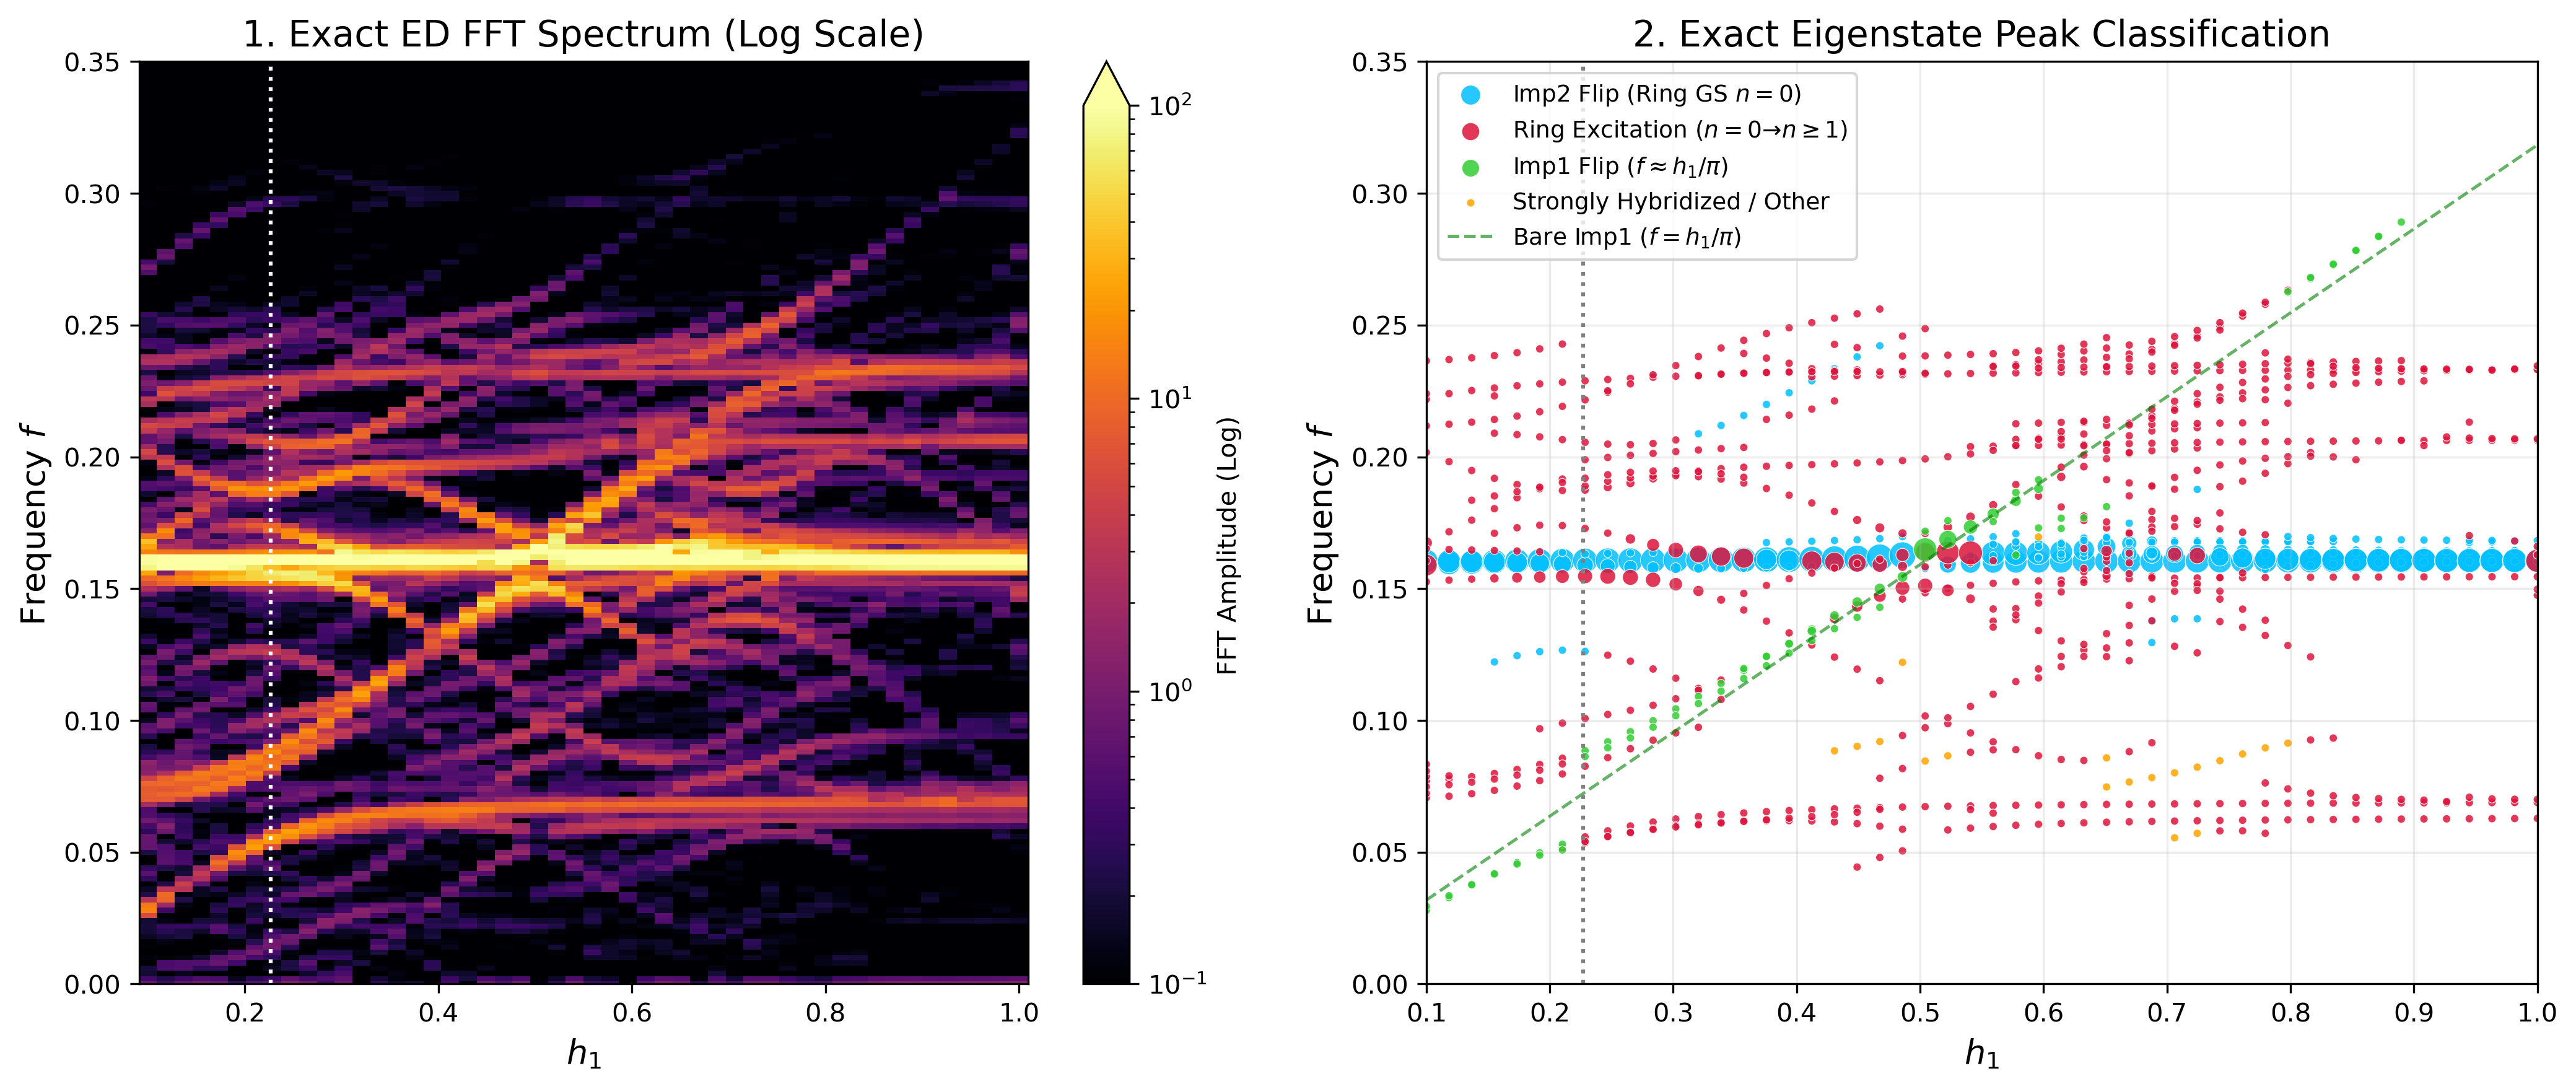 1. Exact ED FFT Spectrum (Log Scale)
0.35
0.30
0.25
0.20
0.15
0.10
0.05
0.00
Frequency f
0.2
0.4
0.6
0.8
1.0
h₁
10²
10¹
10⁰
10⁻¹
FFT Amplitude (Log)
2. Exact Eigenstate Peak Classification
Imp2 Flip (Ring GS n = 0)
Ring Excitation (n = 0→n ≥ 1)
Imp1 Flip (f ≈ h₁/π)
Strongly Hybridized / Other
Bare Imp1 (f = h₁/π)
0.35
0.30
0.25
0.20
0.15
0.10
0.05
0.00
Frequency f
0.1
0.2
0.3
0.4
0.5
0.6
0.7
0.8
0.9
1.0
h₁